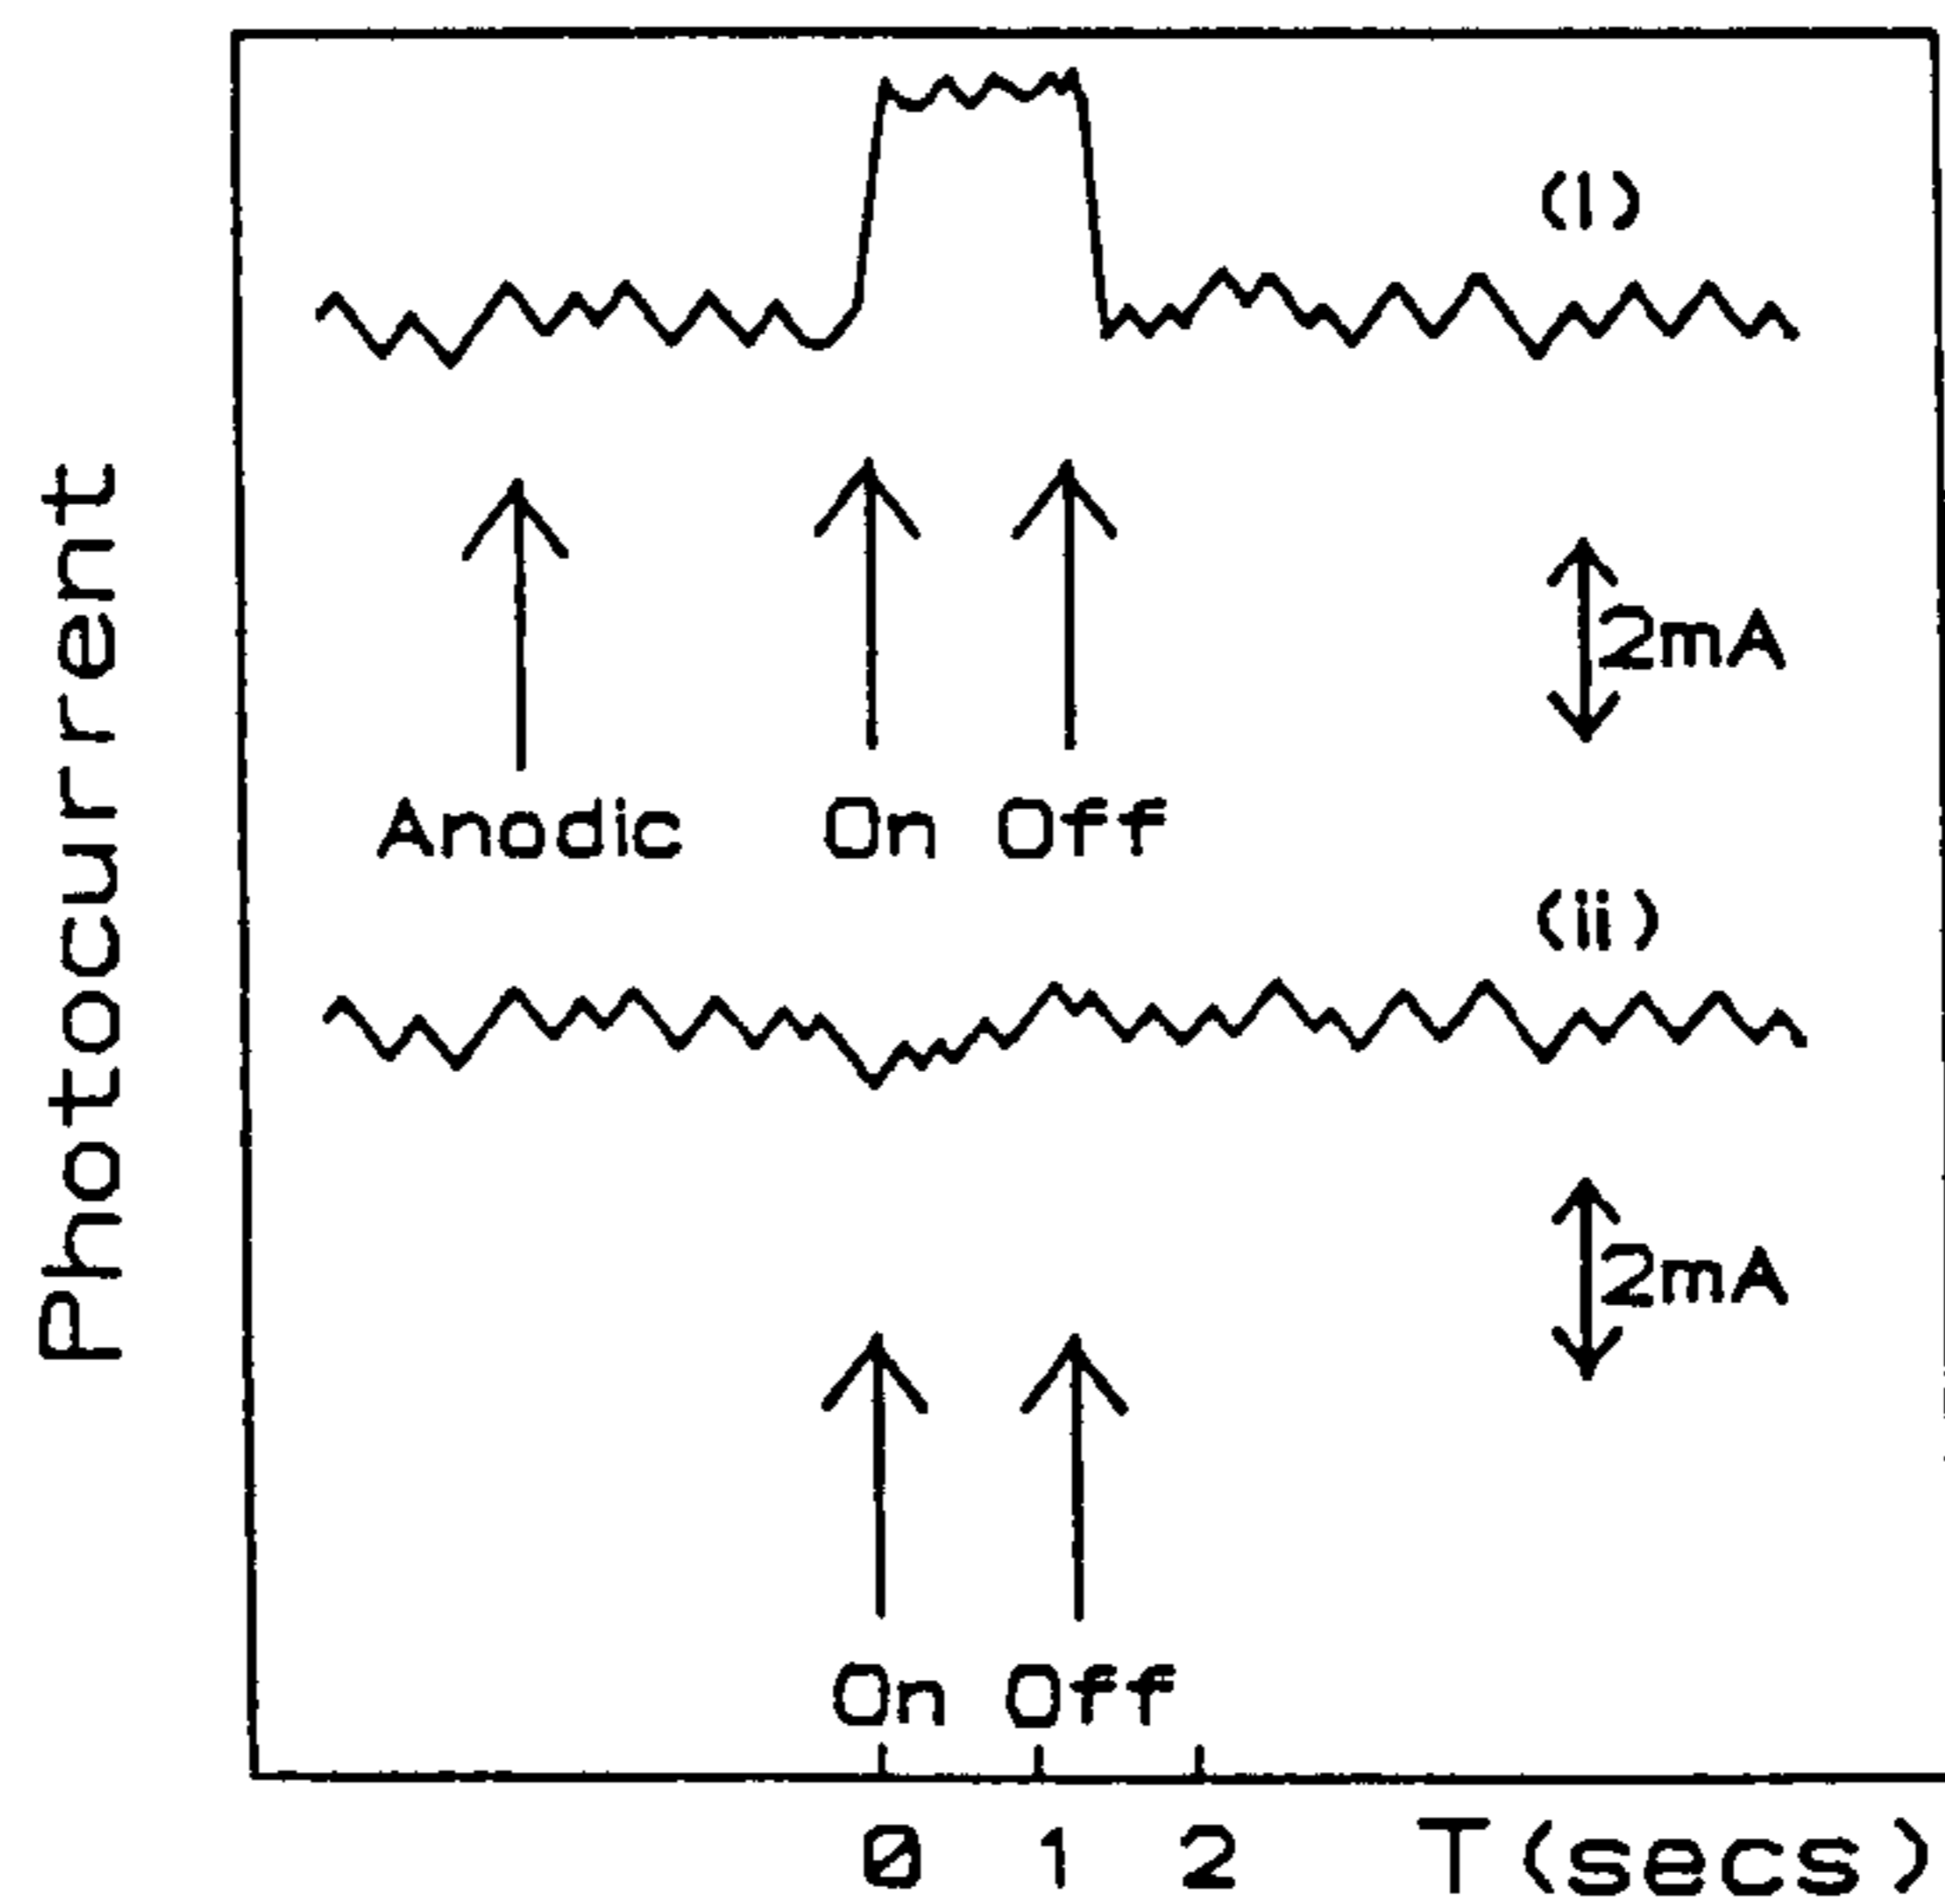 Photocurrent
(I)
2mA
Anodic On Off
(ii)
2mA
On Off
0 1 2 T(secs)